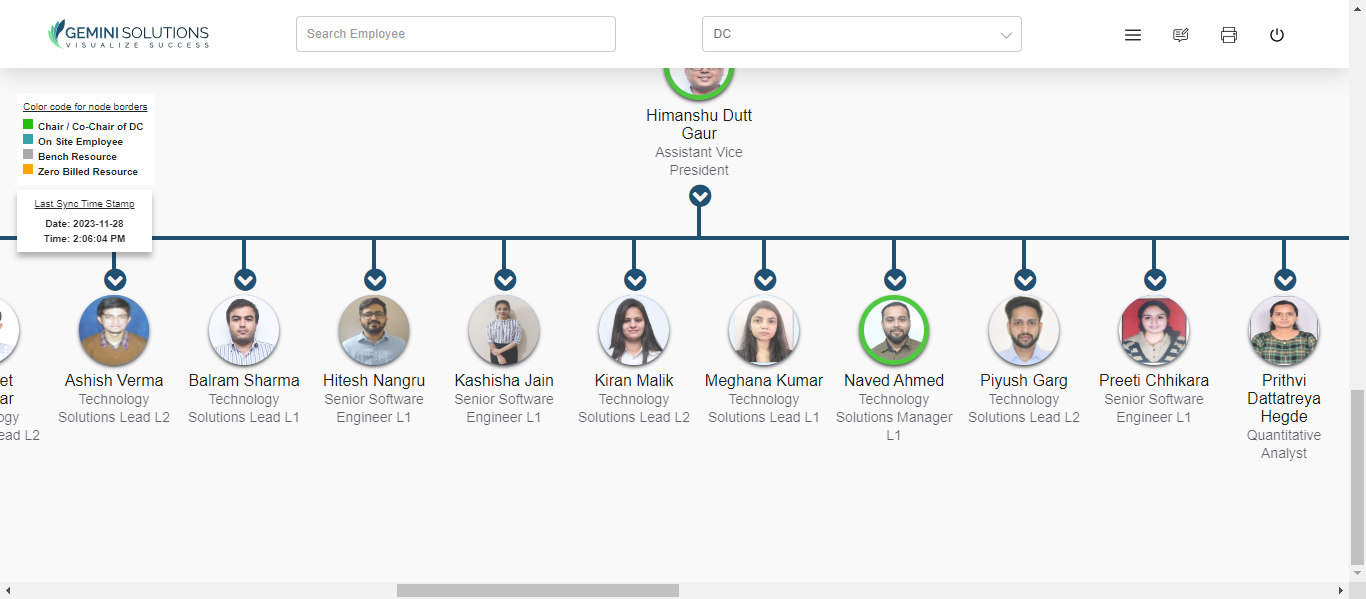 GEMINI SOLUTIONS
VISUALIZE SUCCESS
Search Employee
DC
Color code for node borders
Chair / Co-Chair of DC
On Site Employee
Bench Resource
Zero Billed Resource
Last Sync Time Stamp
Date: 2023-11-28
Time: 2:06:04 PM
Himanshu Dutt
Gaur
Assistant Vice
President
et
ar
ogy
ead L2
Ashish Verma
Technology
Solutions Lead L2
Balram Sharma
Technology
Solutions Lead L1
Hitesh Nangru
Senior Software
Engineer L1
Kashisha Jain
Senior Software
Engineer L1
Kiran Malik
Technology
Solutions Lead L2
Meghana Kumar
Technology
Solutions Lead L1
Naved Ahmed
Technology
Solutions Manager
L1
Piyush Garg
Technology
Solutions Lead L2
Preeti Chhikara
Senior Software
Engineer L1
Prithvi
Dattatreya
Hegde
Quantitative
Analyst